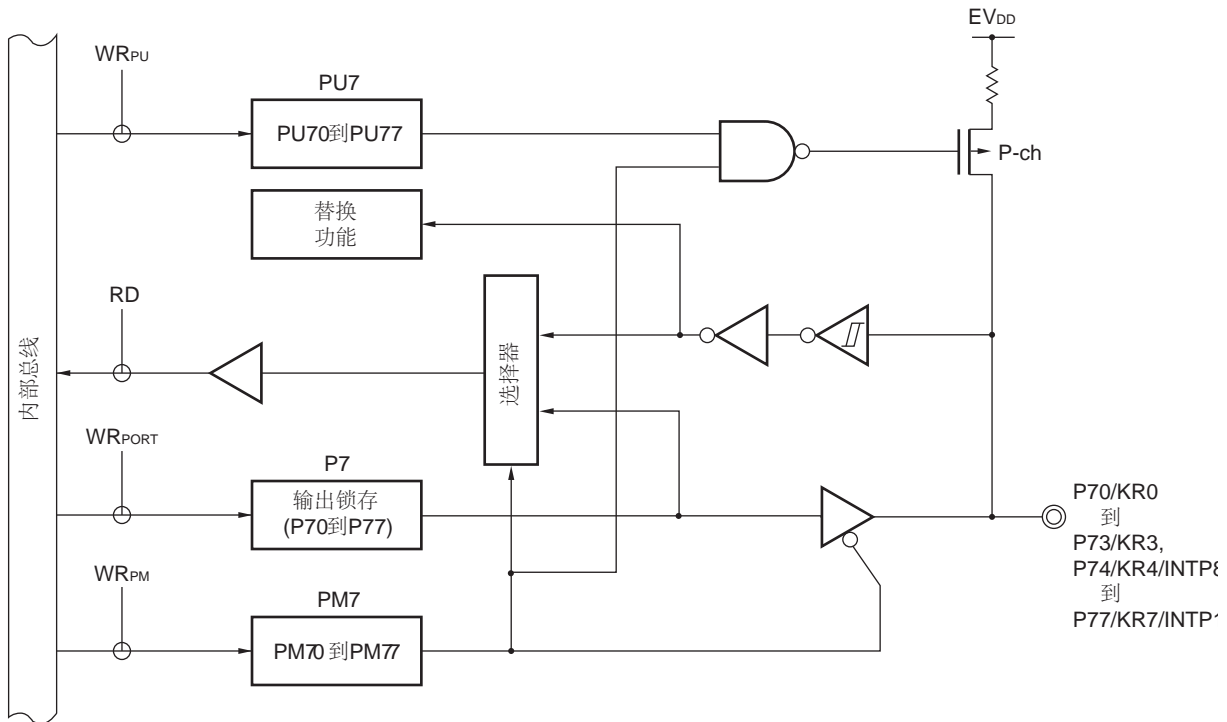 EVDD
WRPU
PU7
PU70到PU77
P-ch
替换
功能
RD
内部总线
选择器
WRPORT
P7
输出锁存
(P70到P77)
P70/KR0
到
P73/KR3,
P74/KR4/INTP8
到
P77/KR7/INTP1
WRPM
PM7
PM70 到PM77